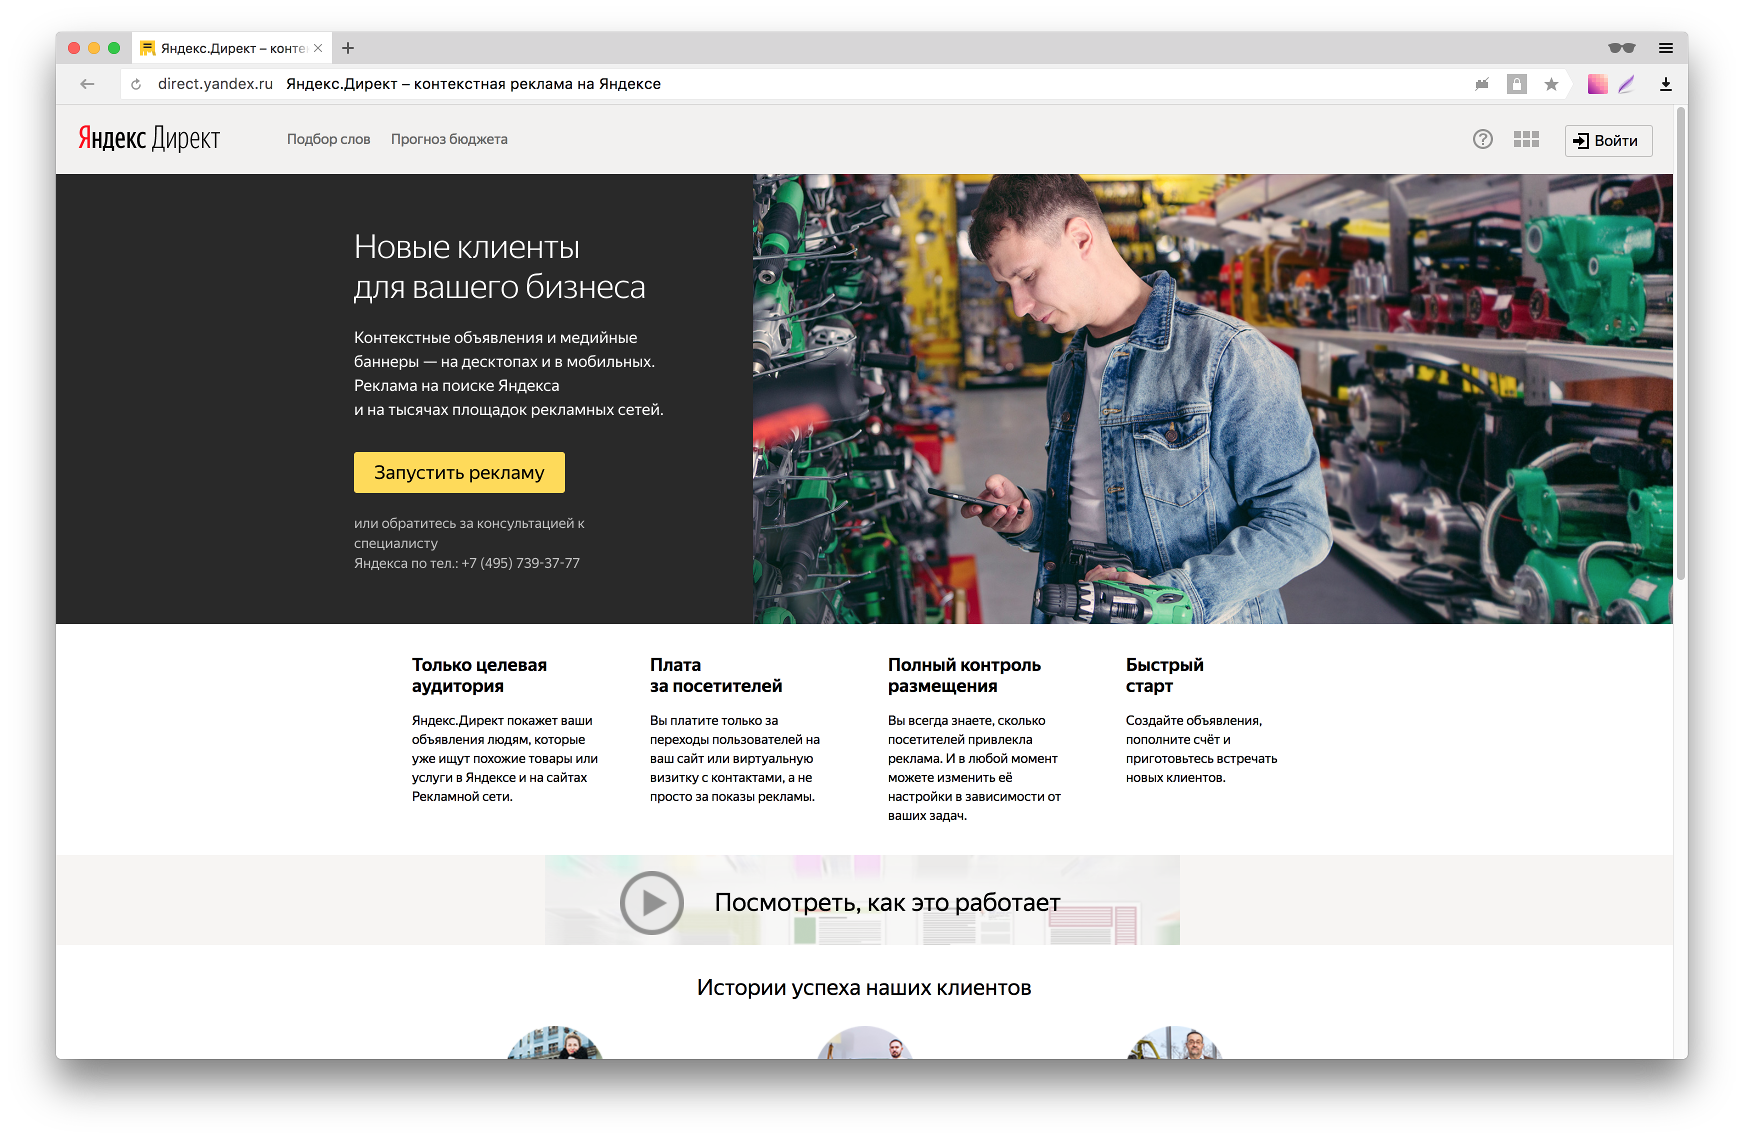 Яндекс.Директ – конте
direct.yandex.ru Яндекс.Директ – контекстная реклама на Яндексе
Яндекс Директ
Подбор слов
Прогноз бюджета
Войти
Новые клиенты
для вашего бизнеса
Контекстные объявления и медийные
баннеры — на десктопах и в мобильных.
Реклама на поиске Яндекса
и на тысячах площадок рекламных сетей.
Запустить рекламу
или обратитесь за консультацией к
специалисту
Яндекса по тел.: +7 (495) 739-37-77
Только целевая
аудитория
Яндекс.Директ покажет ваши
объявления людям, которые
уже ищут похожие товары или
услуги в Яндексе и на сайтах
Рекламной сети.
Плата
за посетителей
Вы платите только за
переходы пользователей на
ваш сайт или виртуальную
визитку с контактами, а не
просто за показы рекламы.
Полный контроль
размещения
Вы всегда знаете, сколько
посетителей привлекла
реклама. И в любой момент
можете изменить её
настройки в зависимости от
ваших задач.
Быстрый
старт
Создайте объявления,
пополните счёт и
приготовьтесь встречать
новых клиентов.
Посмотреть, как это работает
Истории успеха наших клиентов